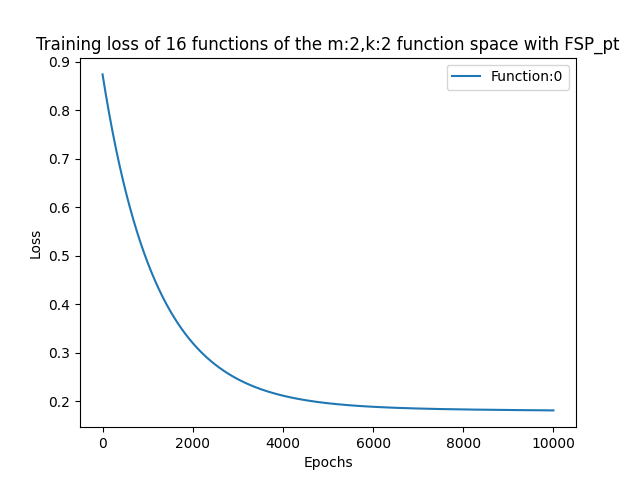 Training loss of 16 functions of the m:2,k:2 function space with FSP_pt
Function:0
0.9
0.8
0.7
0.6
0.5
0.4
0.3
0.2
Loss
0 2000 4000 6000 8000 10000
Epochs